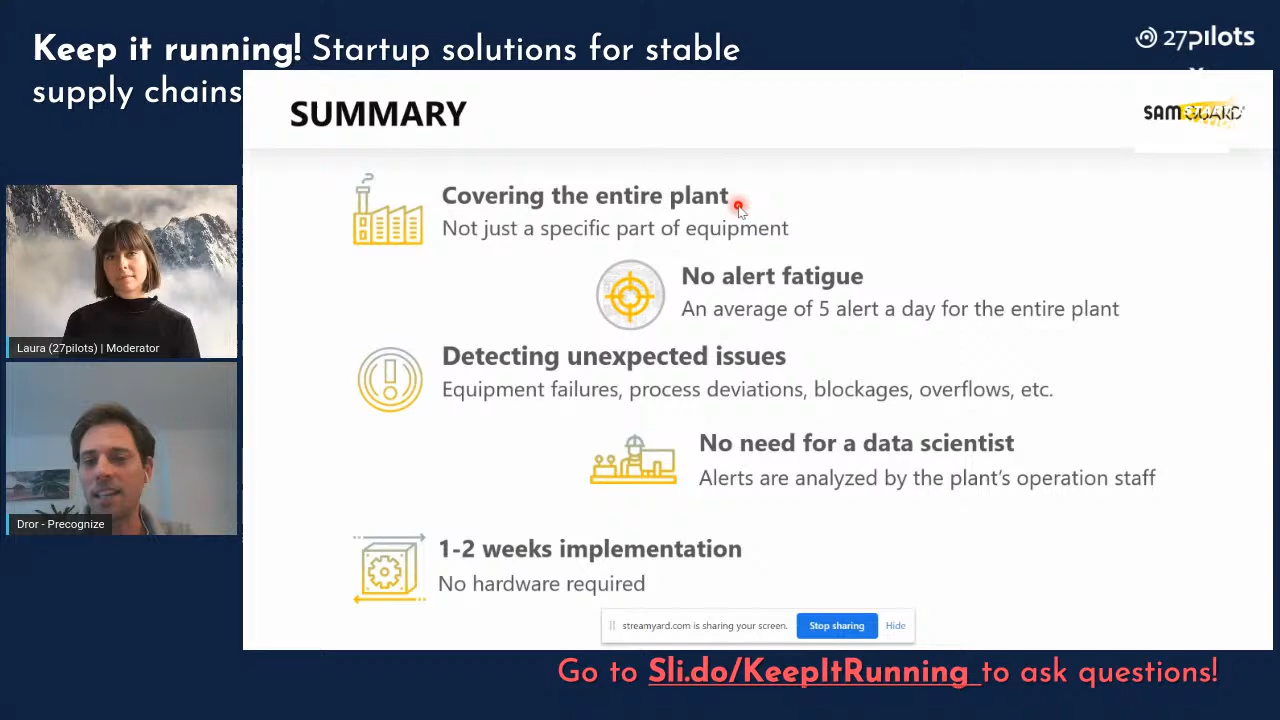 Keep it running! Startup solutions for stable
supply chains
27pilots
SUMMARY
SAM GUARD
Covering the entire plant
Not just a specific part of equipment
No alert fatigue
An average of 5 alert a day for the entire plant
Detecting unexpected issues
Equipment failures, process deviations, blockages, overflows, etc.
No need for a data scientist
Alerts are analyzed by the plant's operation staff
1-2 weeks implementation
No hardware required
Laura (27pilots) | Moderator
Dror - Precognize
streamyard.com is sharing your screen.
Stop sharing
Hide
Go to Sli.do/KeepItRunning to ask questions!